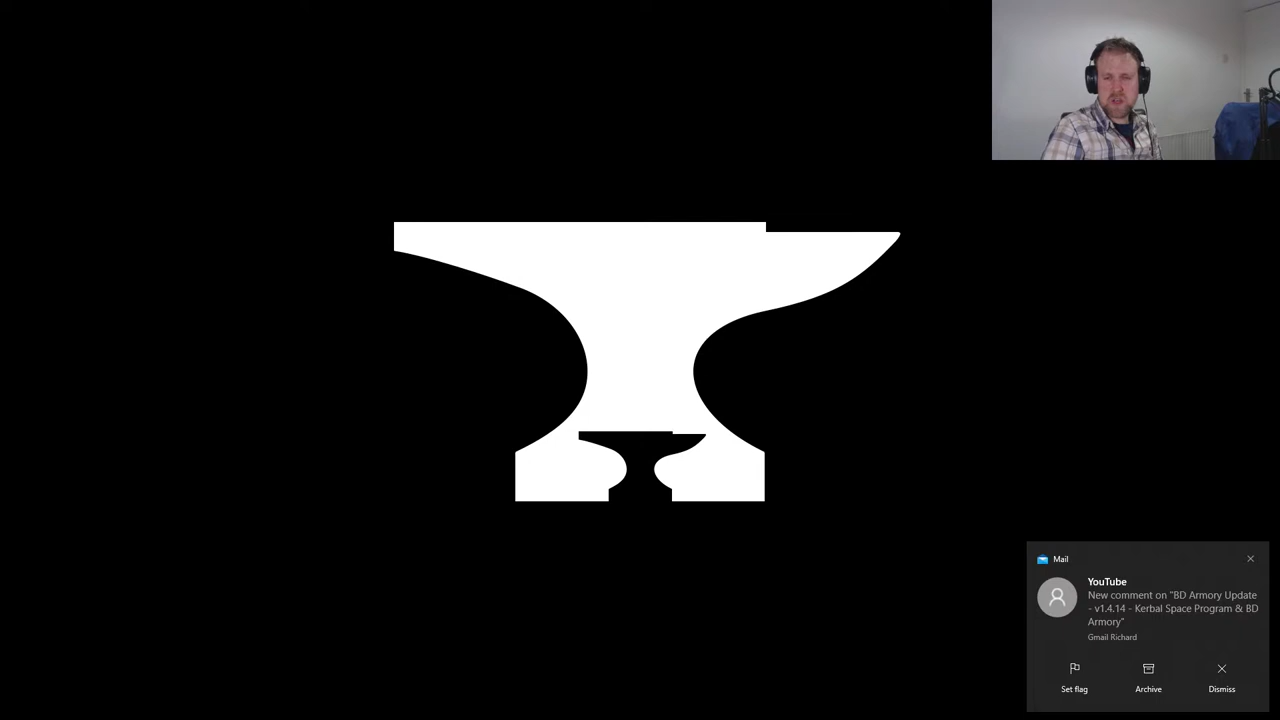 Mail
YouTube
New comment on "BD Armory Update
- v1.4.14 - Kerbal Space Program & BD
Armory"
Gmail Richard
Set flag
Archive
Dismiss